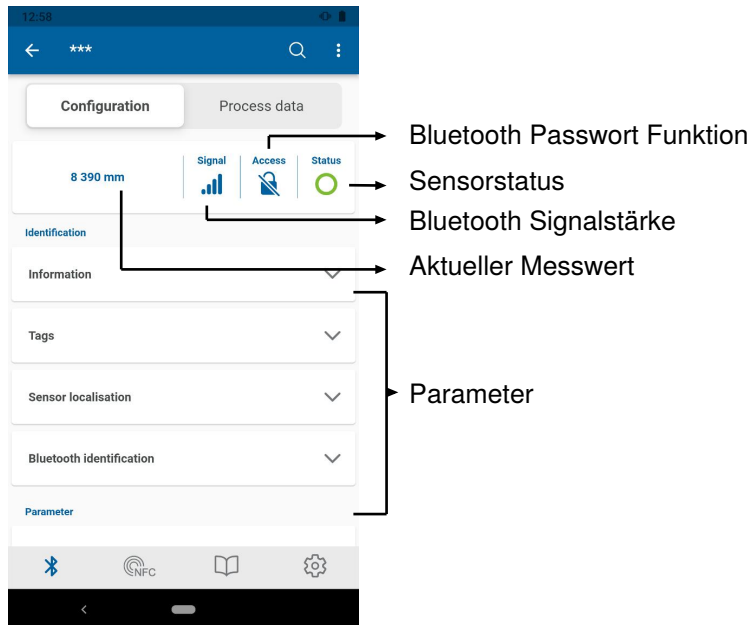 12:58
***
Configuration
Process data
8 390 mm
Signal
Access
Status
Identification
Information
Tags
Sensor localisation
Bluetooth identification
Parameter
NFC
Bluetooth Passwort Funktion
Sensorstatus
Bluetooth Signalstärke
Aktueller Messwert
Parameter